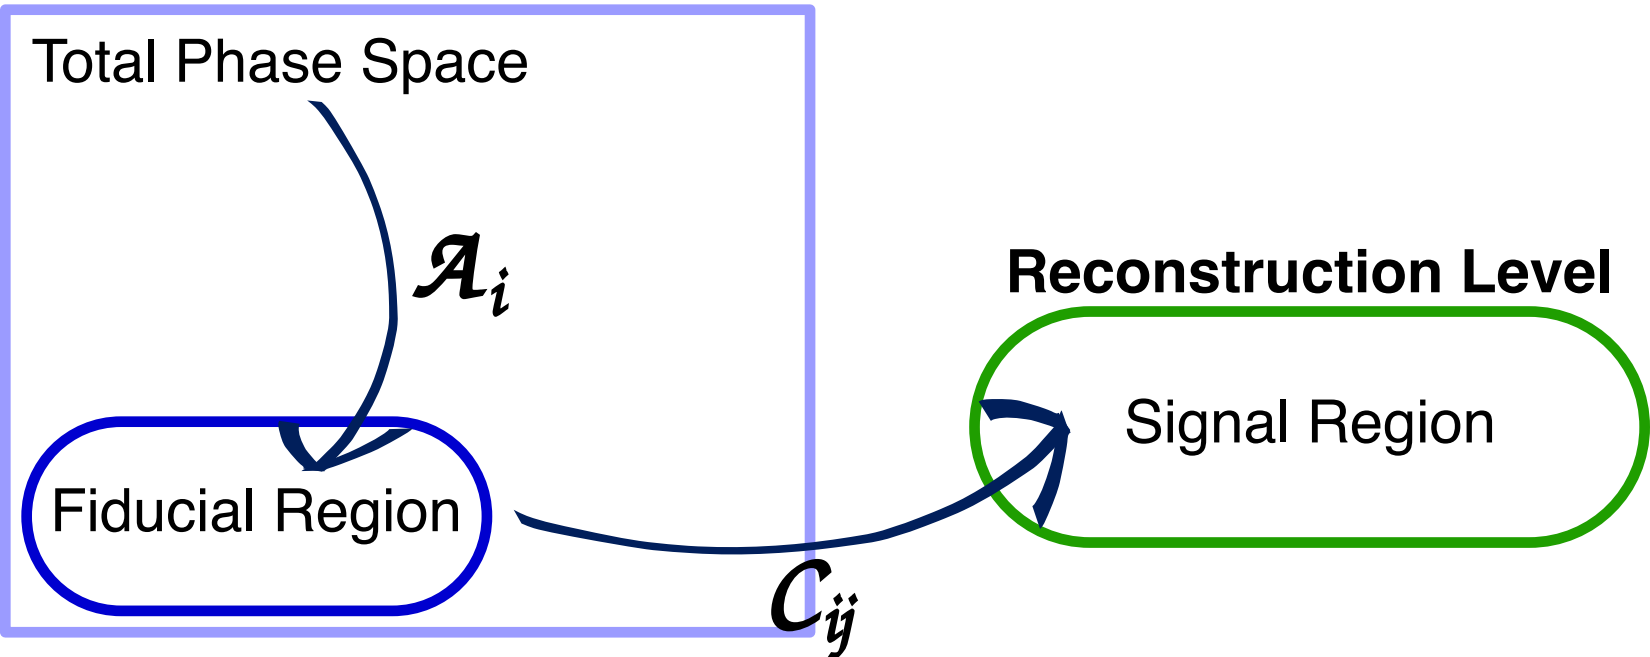 Total Phase Space
𝒜ᵢ
Reconstruction Level
Signal Region
Fiducial Region
𝒞ᵢⱼ